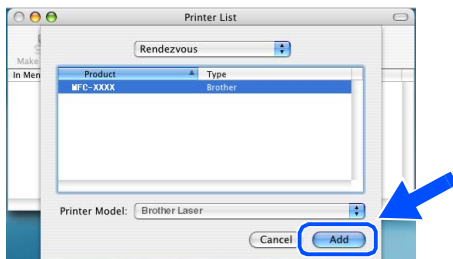 Printer List
Rendezvous
Make
In Men
Product Type
MFC-XXXX Brother
Printer Model: Brother Laser
Cancel Add